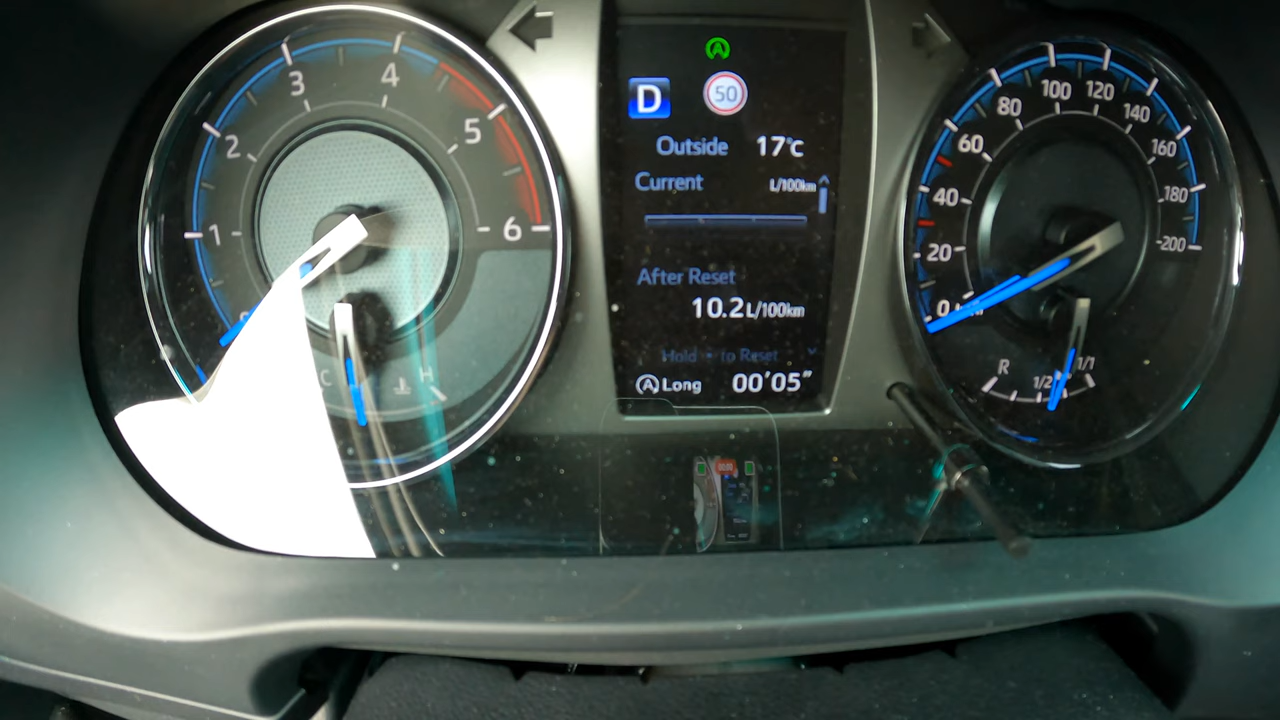 1
2
3
4
5
6
C
H
A
D
50
Outside 17°C
Current L/100km
After Reset
10.2 L/100km
Hold • to Reset
A Long 00'05"
0
20
40
60
80
100
120
140
160
180
200
R
1/2
1/1